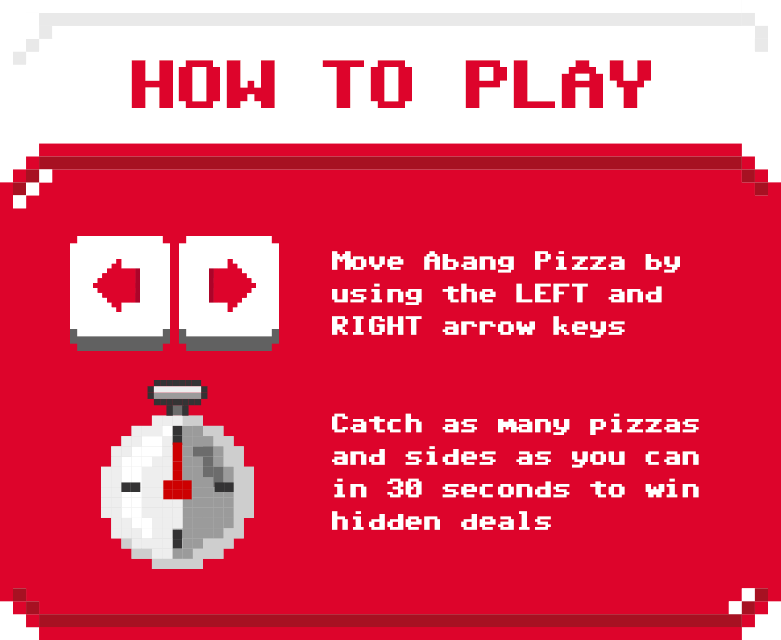 HOW TO PLAY
Move Abang Pizza by
using the LEFT and
RIGHT arrow keys
Catch as many pizzas
and sides as you can
in 30 seconds to win
hidden deals